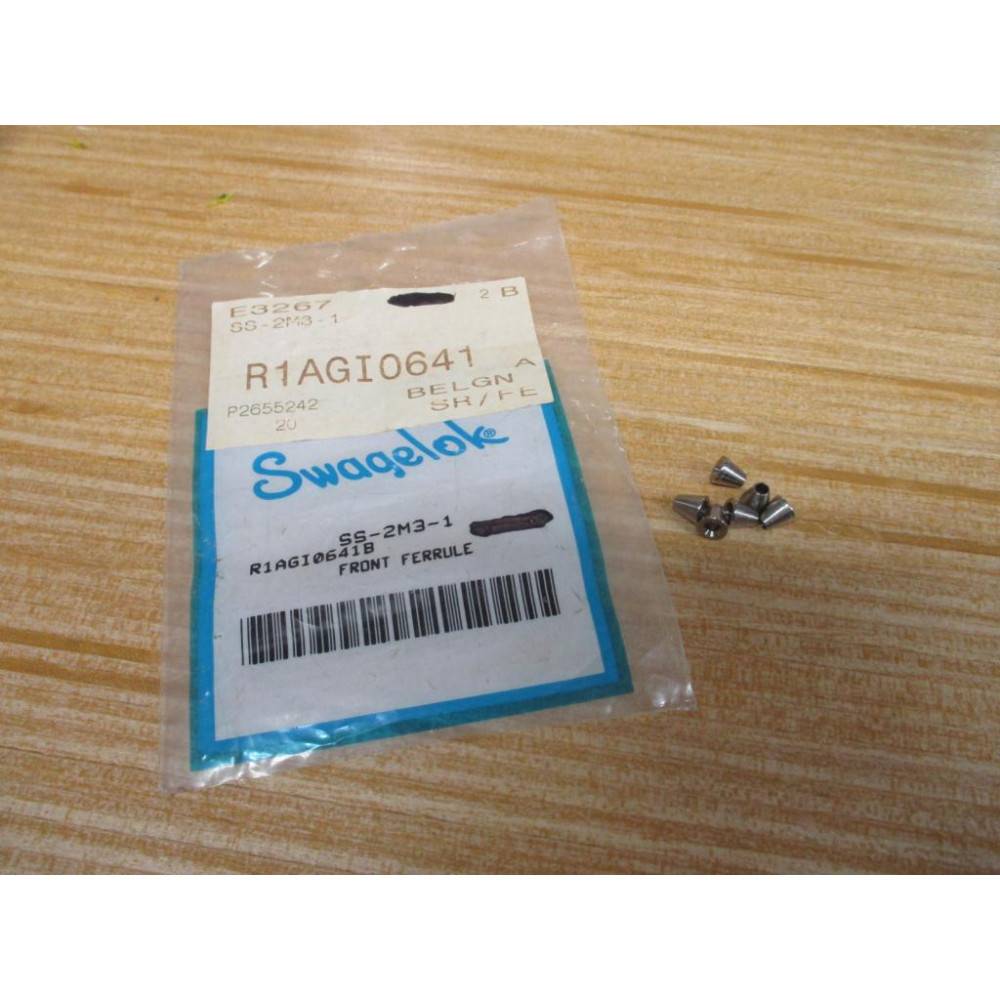 E3267 2 B
SS-2M3-1
R1AGI0641 A
P2655242 BELGN
20 SR/FE
Swagelok®
SS-2M3-1
R1AGI0641B
FRONT FERRULE